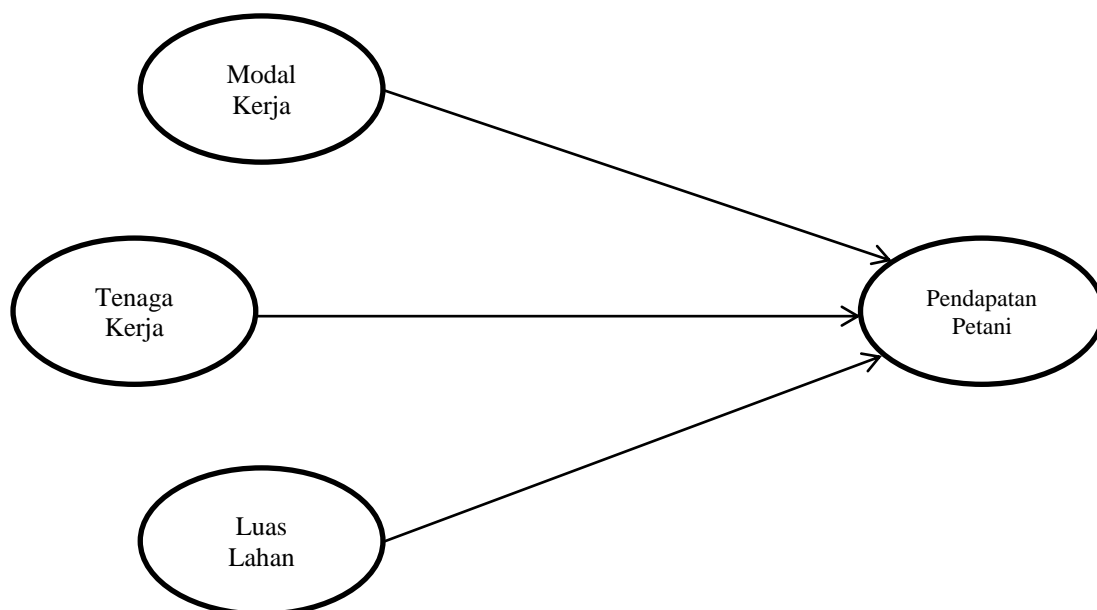 Modal
Kerja
Tenaga
Kerja
Pendapatan
Petani
Luas
Lahan